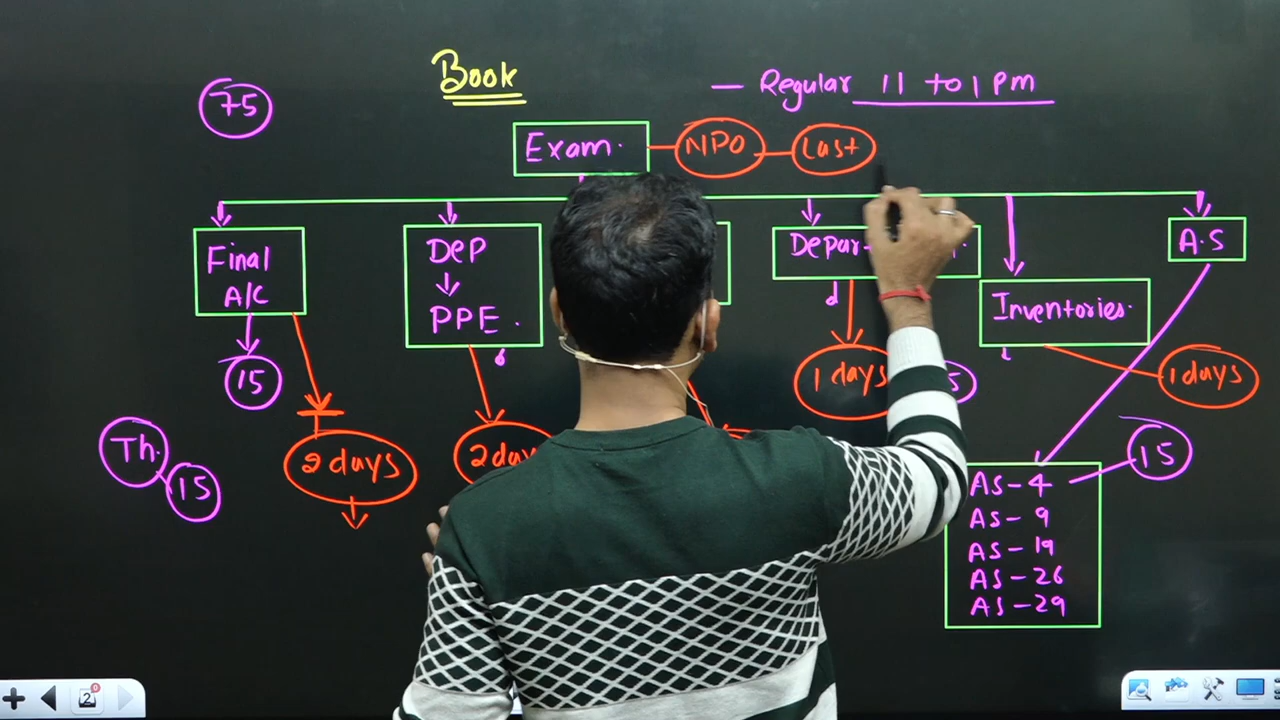 Book
75
— Regular 11 to 1 Pm
Exam. NPO Last
Final
A/C
DeP
PPE.
Inventories.
A.S
15
1 days
1 days
Th.
15
2 days
15
AS-4
AS-9
AS-19
AS-26
AS-29
2